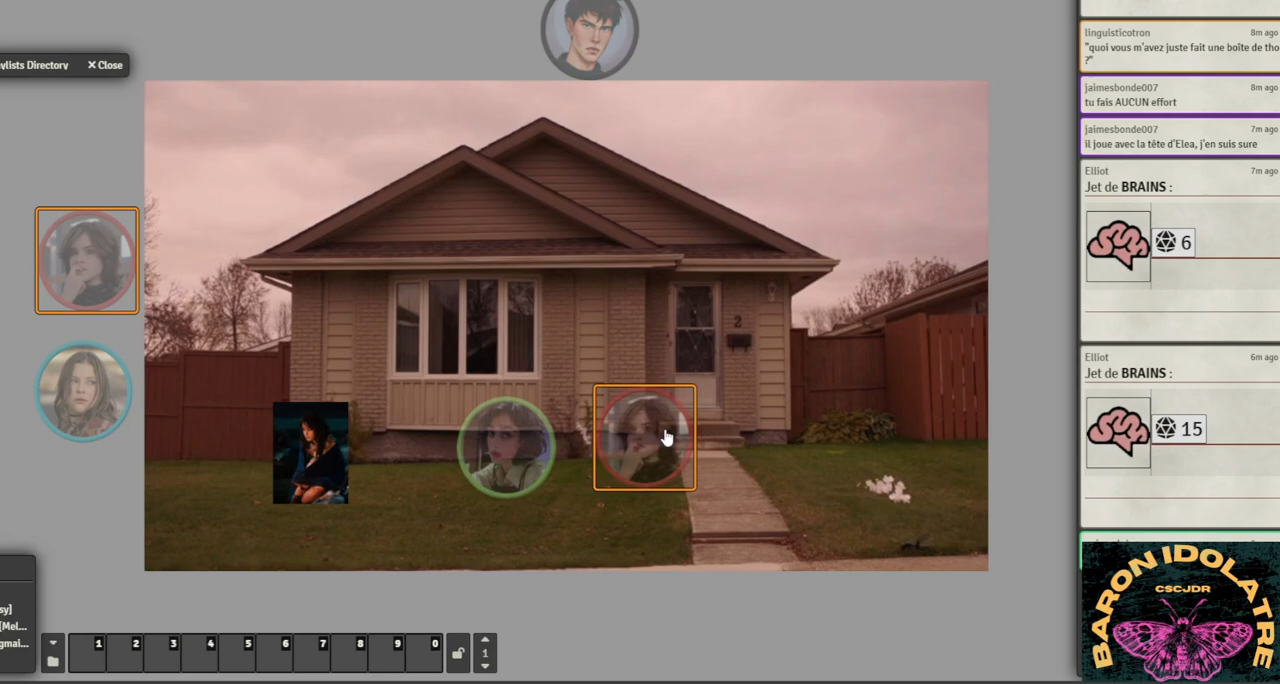 ylists Directory
Close
2
linguisticotron 8m ago
"quoi vous m'avez juste fait une boîte de tho
?"
jaimesbonde007 8m ago
tu fais AUCUN effort
jaimesbonde007 7m ago
il joue avec la tête d'Elea, j'en suis sure
Elliot 7m ago
Jet de BRAINS :
6
Elliot 6m ago
Jet de BRAINS :
15
BARON IDOLATRE
CSCJDR
sy]
[Mel...
gmai...
1 2 3 4 5 6 7 8 9 0
1